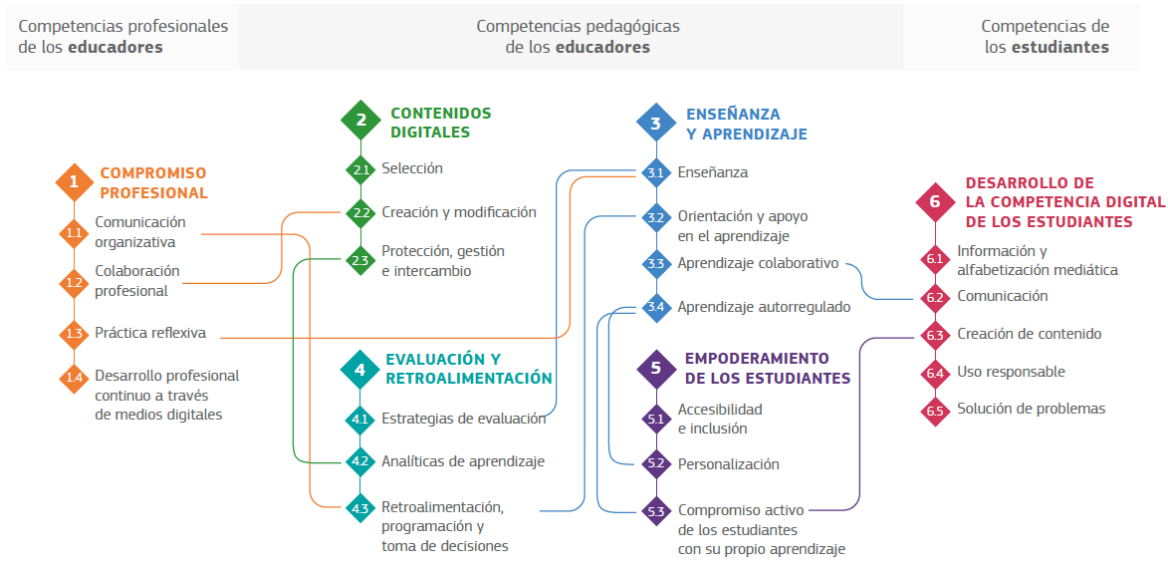 Competencias profesionales
de los educadores
Competencias pedagógicas
de los educadores
Competencias de
los estudiantes
1
COMPROMISO
PROFESIONAL
1.1
Comunicación
organizativa
1.2
Colaboración
profesional
1.3
Práctica reflexiva
1.4
Desarrollo profesional
continuo a través
de medios digitales
2
CONTENIDOS
DIGITALES
2.1
Selección
2.2
Creación y modificación
2.3
Protección, gestión
e intercambio
4
EVALUACIÓN Y
RETROALIMENTACIÓN
4.1
Estrategias de evaluación
4.2
Analíticas de aprendizaje
4.3
Retroalimentación,
programación y
toma de decisiones
3
ENSEÑANZA
Y APRENDIZAJE
3.1
Enseñanza
3.2
Orientación y apoyo
en el aprendizaje
3.3
Aprendizaje colaborativo
3.4
Aprendizaje autorregulado
5
EMPODERAMIENTO
DE LOS ESTUDIANTES
5.1
Accesibilidad
e inclusión
5.2
Personalización
5.3
Compromiso activo
de los estudiantes
con su propio aprendizaje
6
DESARROLLO DE
LA COMPETENCIA DIGITAL
DE LOS ESTUDIANTES
6.1
Información y
alfabetización mediática
6.2
Comunicación
6.3
Creación de contenido
6.4
Uso responsable
6.5
Solución de problemas